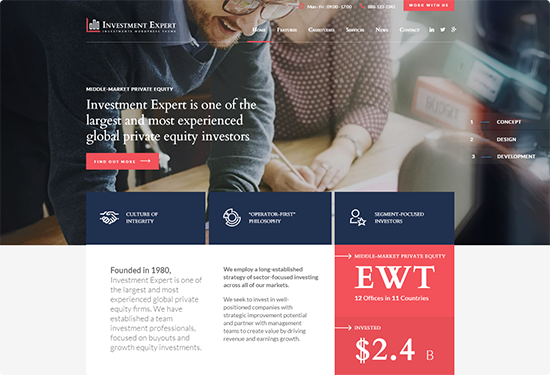 Mon - Fri : 09:00 - 17:00
888-123-3345
WORK WITH US
INVESTMENT EXPERT
INVESTMENTS WORDPRESS THEME
Home
Features
Services
News
Contact
MIDDLE-MARKET PRIVATE EQUITY
Investment Expert is one of the
largest and most experienced
global private equity investors
FIND OUT MORE
1 CONCEPT
2 DESIGN
3 DEVELOPMENT
BUDGET
CULTURE OF
INTEGRITY
"OPERATOR-FIRST"
PHILOSOPHY
SEGMENT-FOCUSED
INVESTORS
Founded in 1980,
Investment Expert is one of
the largest and most
experienced global private
equity firms. We have
established a team
investment professionals,
focused on buyouts and
growth equity investments.
We employ a long-established
strategy of sector-focused investing
across all of our markets.
We seek to invest in well-
positioned companies with
strategic improvement potential
and partner with management
teams to create value by driving
revenue and earnings growth.
MIDDLE-MARKET PRIVATE EQUITY
EWT
12 Offices in 11 Countries
INVESTED
$2.4 B